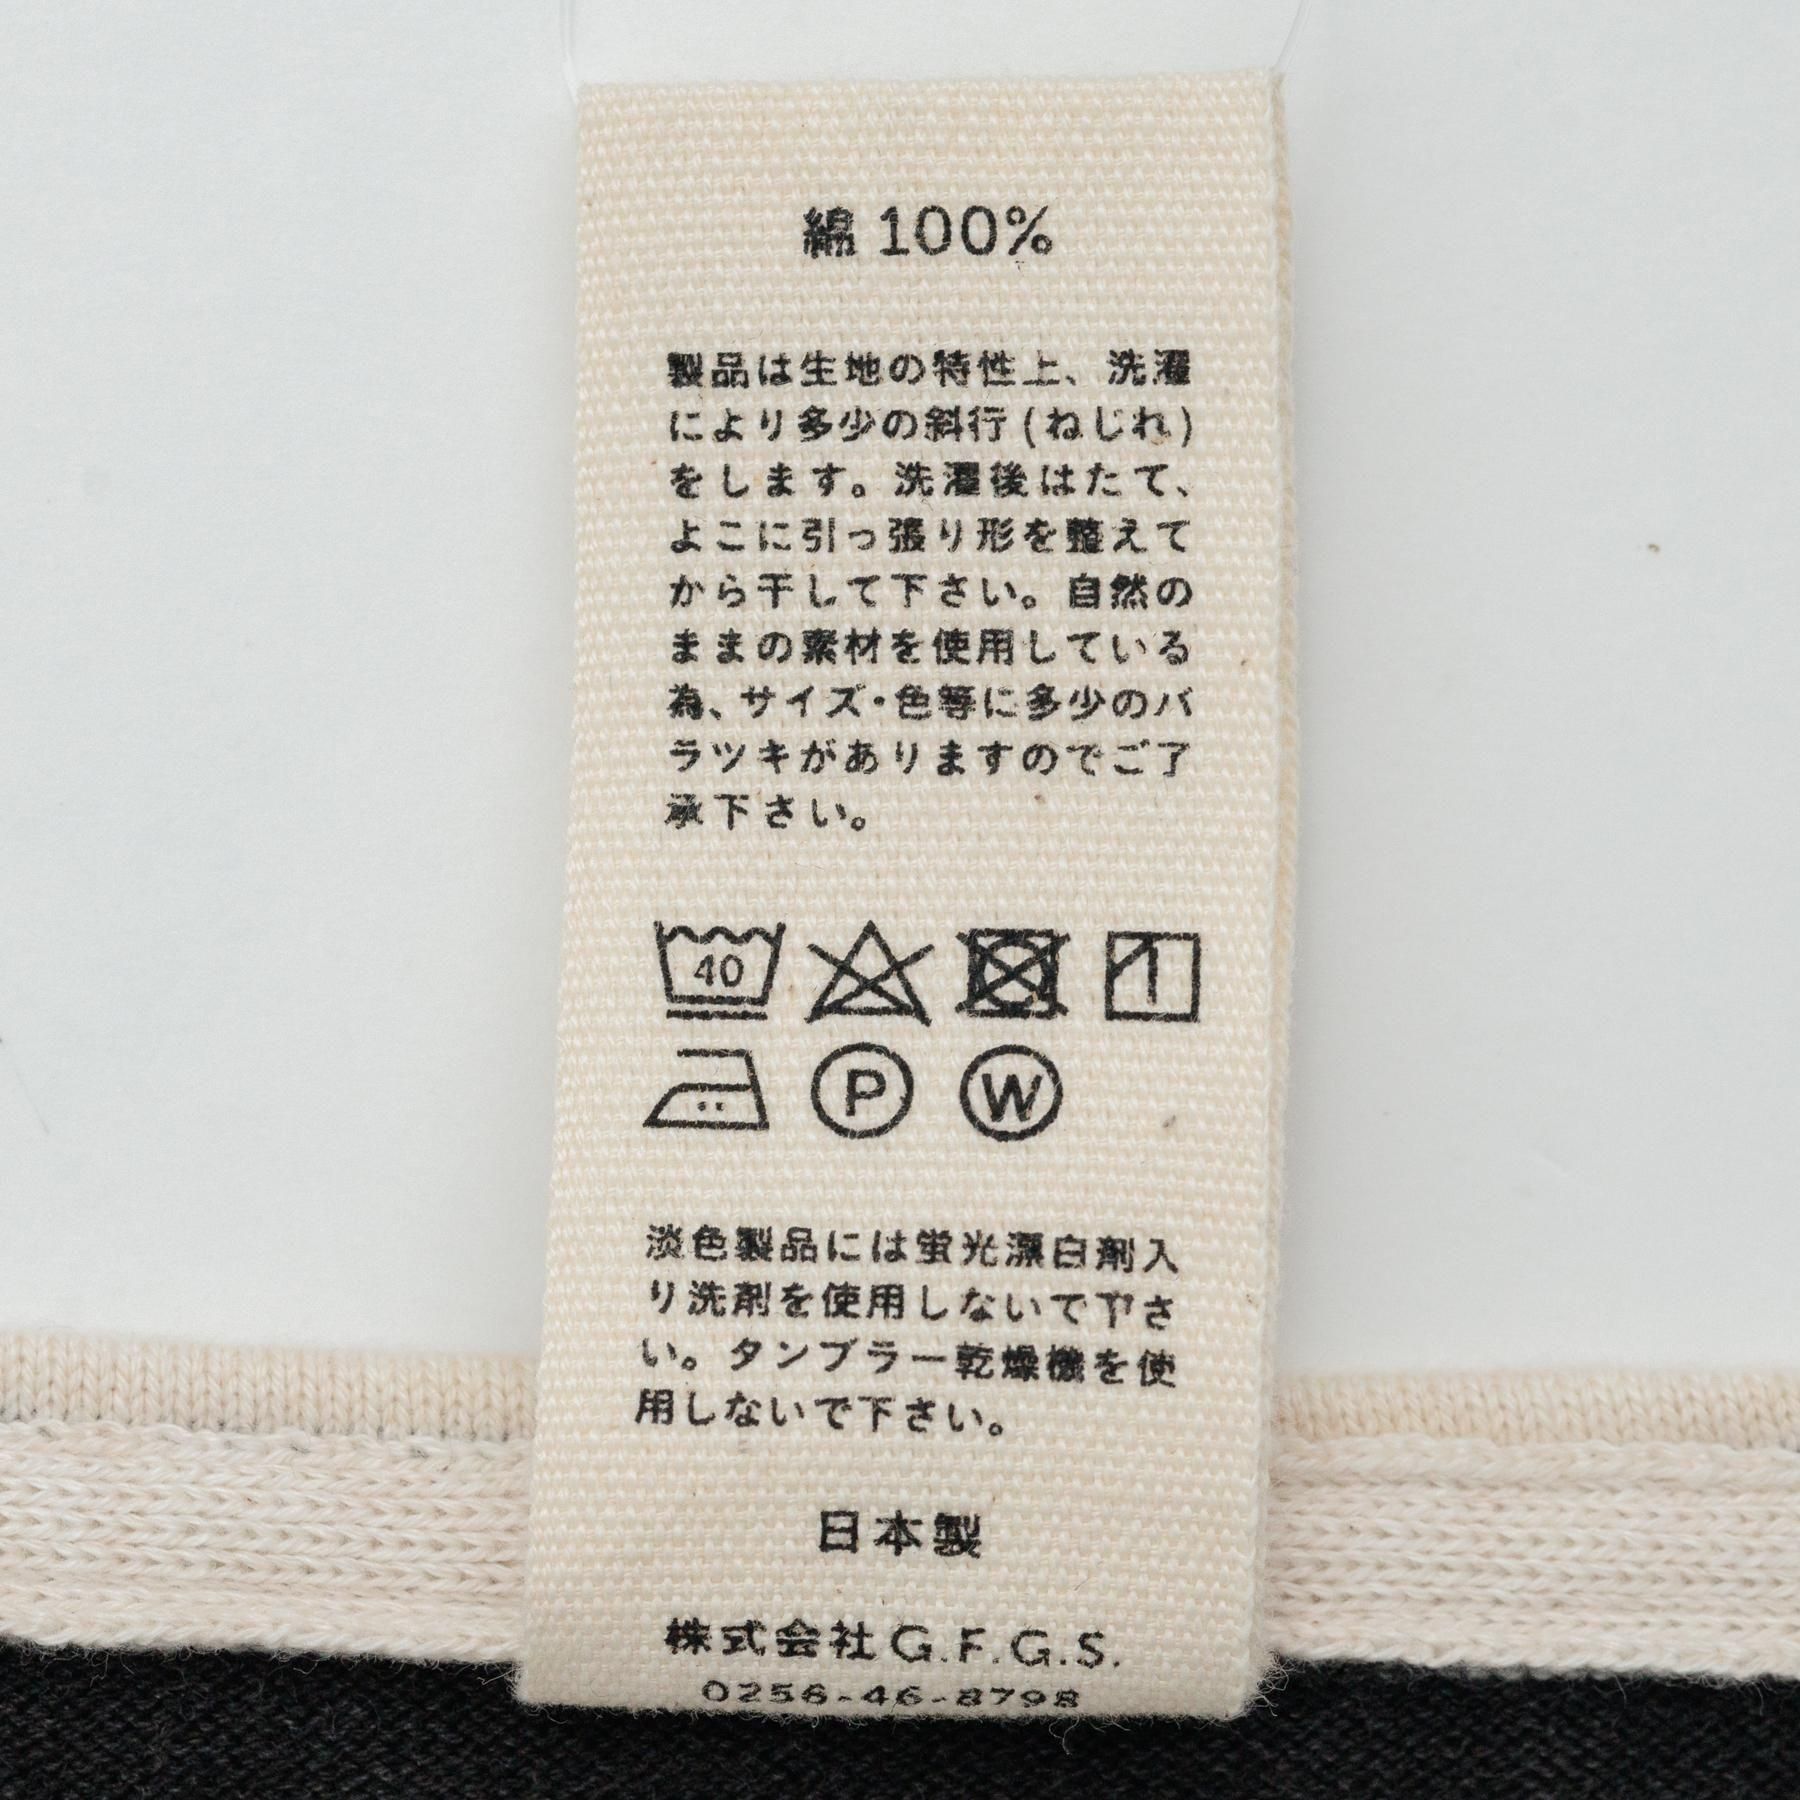 綿 100%
製品は生地の特性上、洗濯
により多少の斜行(ねじれ)
をします。洗濯後はたて、
よこに引っ張り形を整えて
から干して下さい。自然の
ままの素材を使用している
為、サイズ・色等に多少のバ
ラツキがありますのでご了
承下さい。
40
P W
淡色製品には蛍光漂白剤入
り洗剤を使用しないで下さ
い。タンブラー乾燥機を使
用しないで下さい。
日本製
株式会社G.F.G.S.
0256-46-8798